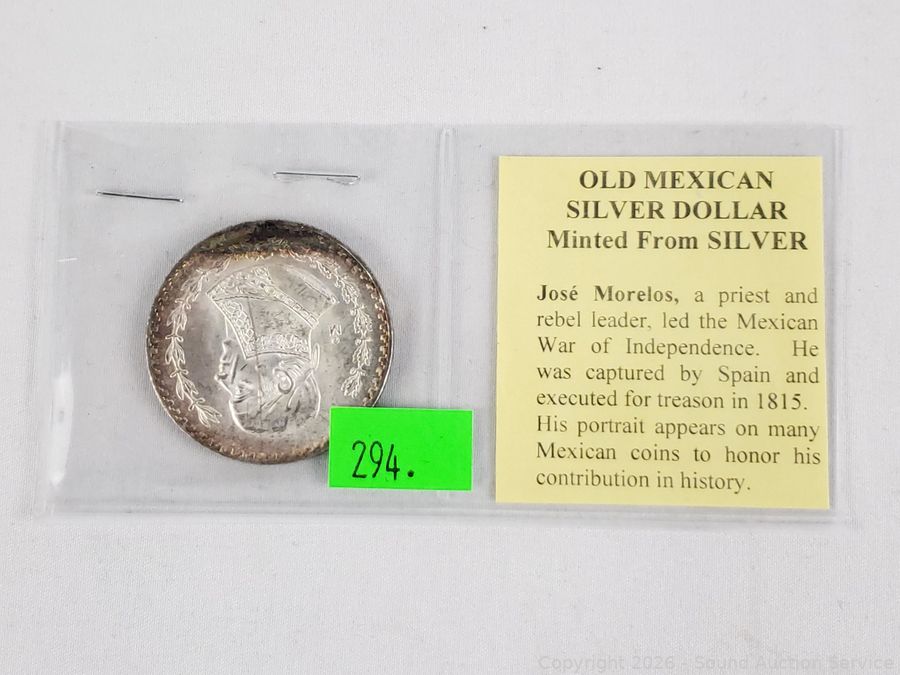 OLD MEXICAN
SILVER DOLLAR
Minted From SILVER
José Morelos, a priest and
rebel leader, led the Mexican
War of Independence. He
was captured by Spain and
executed for treason in 1815.
His portrait appears on many
Mexican coins to honor his
contribution in history.
294.
Copyright 2026 - Sound Auction Service